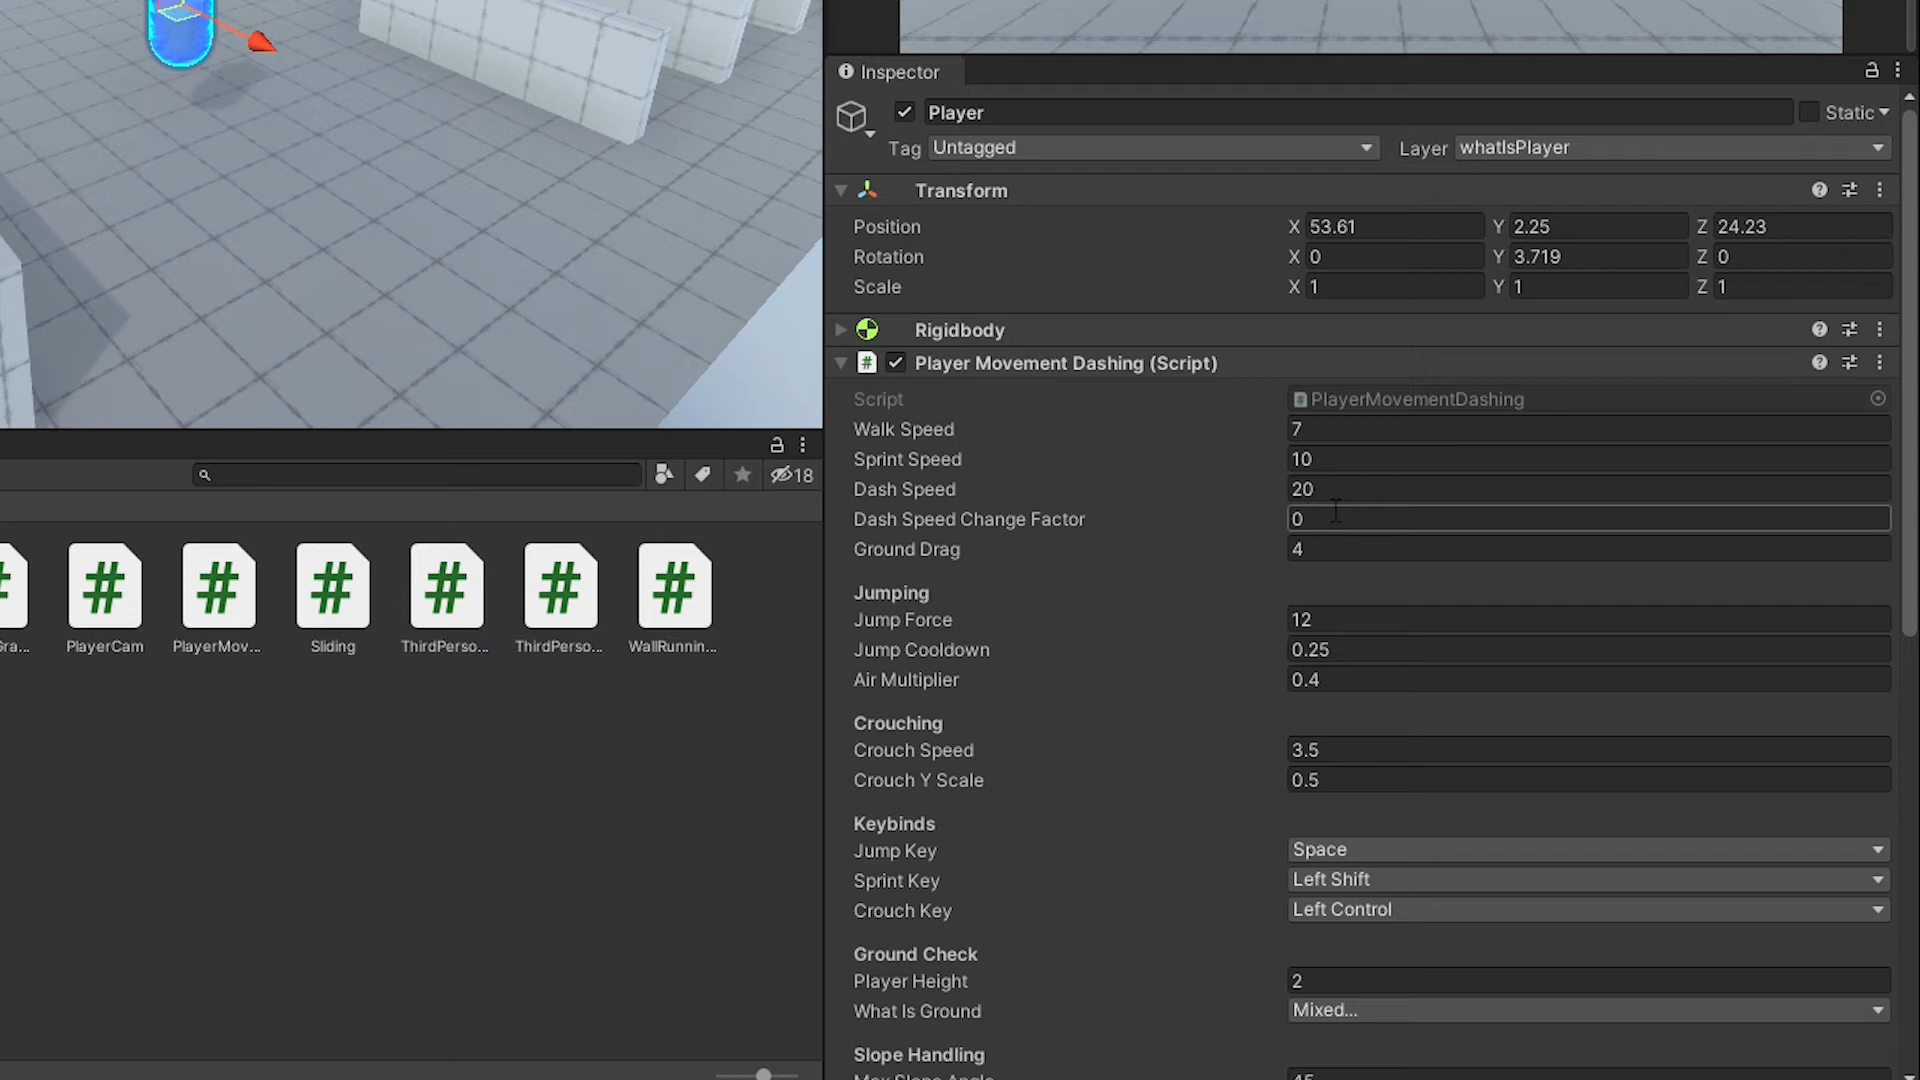 Inspector
Player
Static
Tag Untagged Layer whatIsPlayer
Transform
Position X 53.61 Y 2.25 Z 24.23
Rotation X 0 Y 3.719 Z 0
Scale X 1 Y 1 Z 1
Rigidbody
# Player Movement Dashing (Script)
Script PlayerMovementDashing
Walk Speed 7
Sprint Speed 10
Dash Speed 20
Dash Speed Change Factor 0
Ground Drag 4
Jumping
Jump Force 12
Jump Cooldown 0.25
Air Multiplier 0.4
Crouching
Crouch Speed 3.5
Crouch Y Scale 0.5
Keybinds
Jump Key Space
Sprint Key Left Shift
Crouch Key Left Control
Ground Check
Player Height 2
What Is Ground Mixed...
Slope Handling
Max Slope Angle 45
18
# # # # # # #
Gra... PlayerCam PlayerMov... Sliding ThirdPerso... ThirdPerso... WallRunnin...